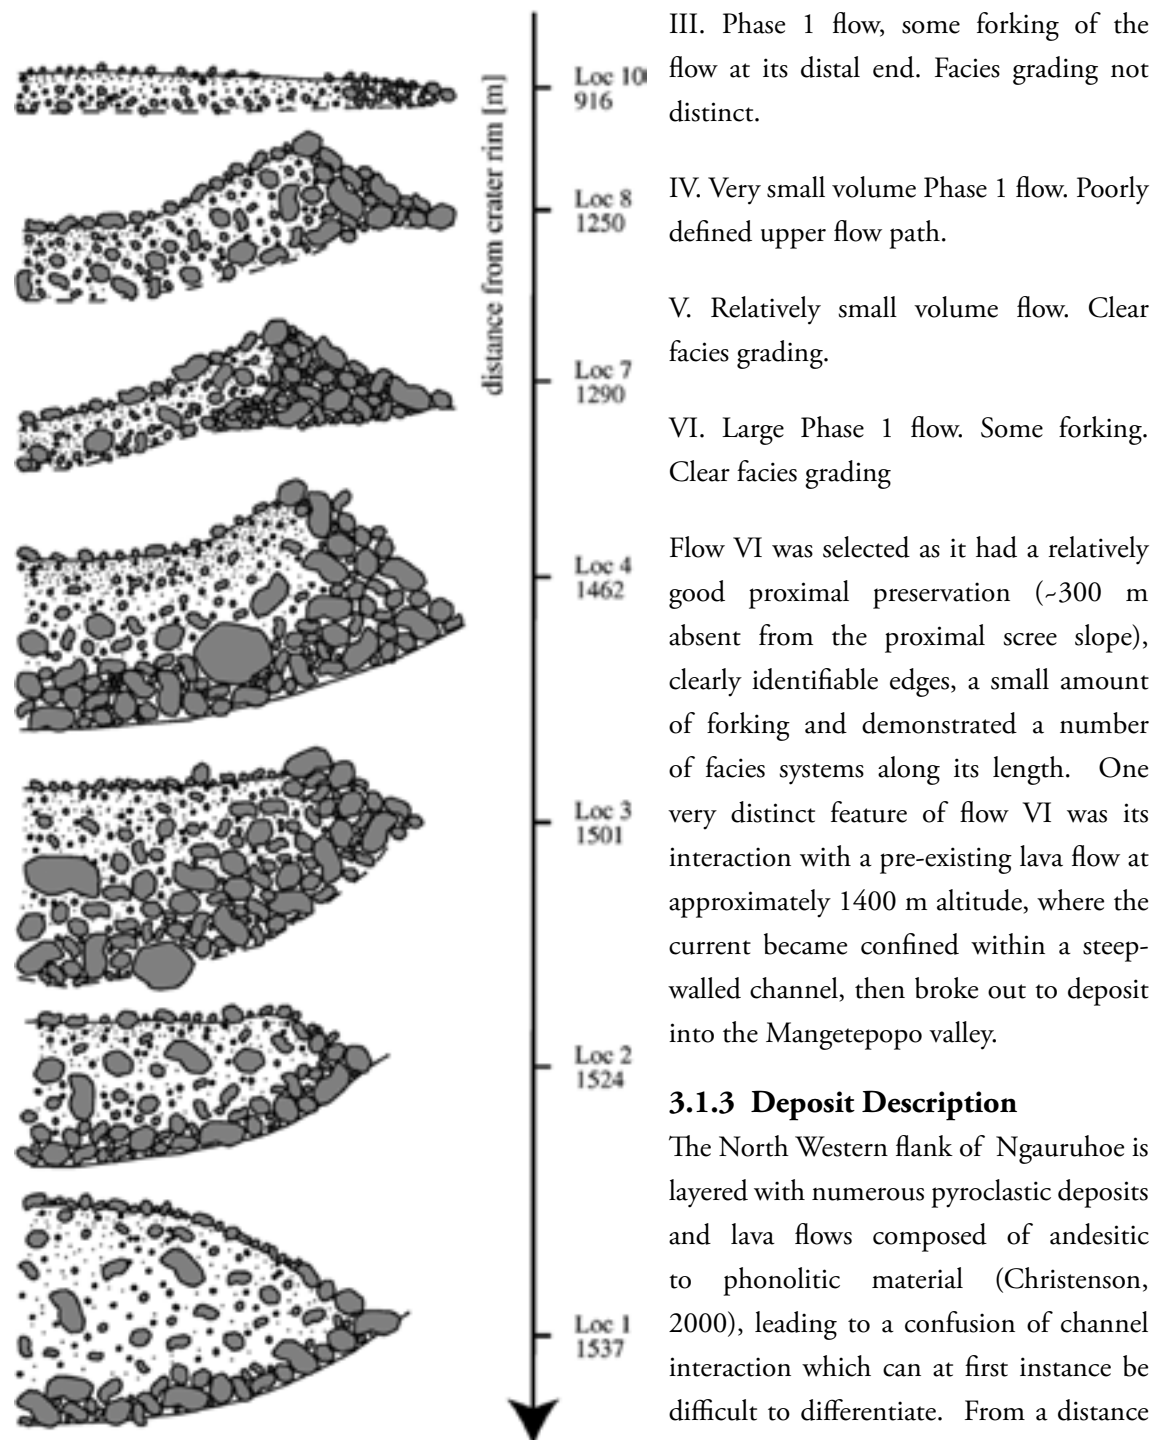 distance from crater rim [m]
Loc 10
916
Loc 8
1250
Loc 7
1290
Loc 4
1462
Loc 3
1501
Loc 2
1524
Loc 1
1537
III. Phase 1 flow, some forking of the
flow at its distal end. Facies grading not
distinct.
IV. Very small volume Phase 1 flow. Poorly
defined upper flow path.
V. Relatively small volume flow. Clear
facies grading.
VI. Large Phase 1 flow. Some forking.
Clear facies grading
Flow VI was selected as it had a relatively
good proximal preservation (~300 m
absent from the proximal scree slope),
clearly identifiable edges, a small amount
of forking and demonstrated a number
of facies systems along its length. One
very distinct feature of flow VI was its
interaction with a pre-existing lava flow at
approximately 1400 m altitude, where the
current became confined within a steep-
walled channel, then broke out to deposit
into the Mangetepopo valley.
3.1.3 Deposit Description
The North Western flank of Ngauruhoe is
layered with numerous pyroclastic deposits
and lava flows composed of andesitic
to phonolitic material (Christenson,
2000), leading to a confusion of channel
interaction which can at first instance be
difficult to differentiate. From a distance